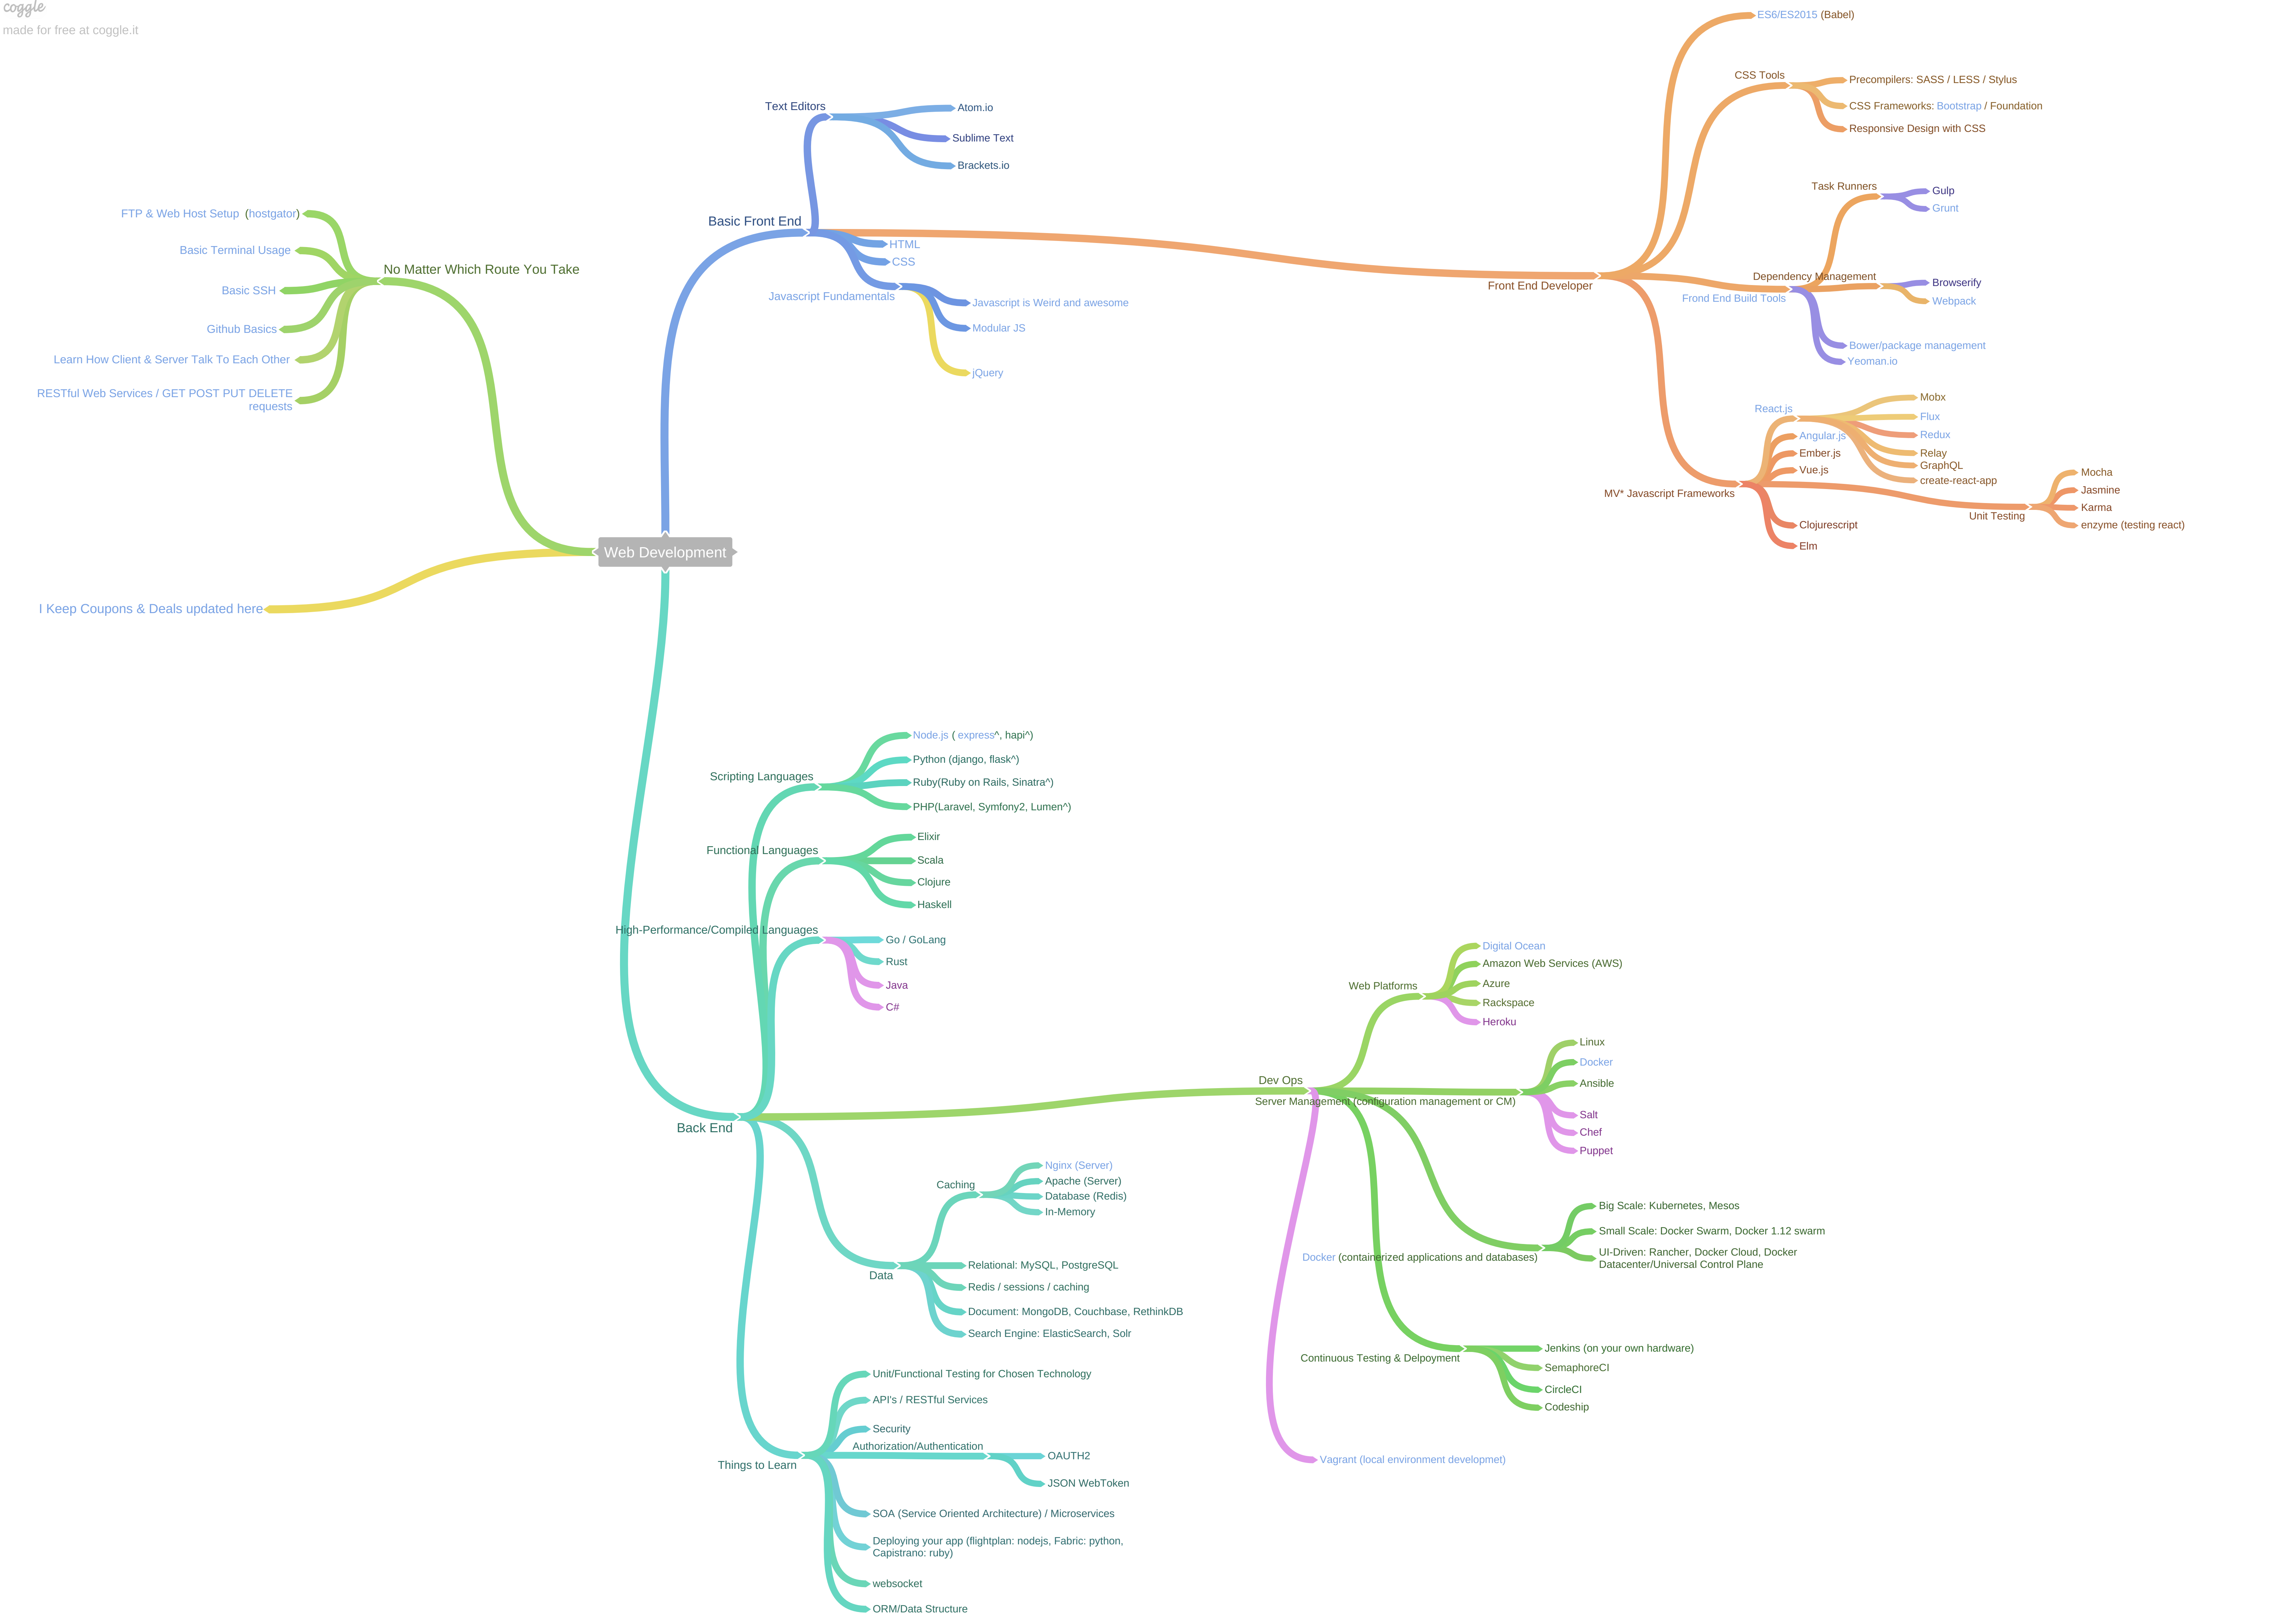 coggle
made for free at coggle.it
Web Development
No Matter Which Route You Take
FTP & Web Host Setup (hostgator)
Basic Terminal Usage
Basic SSH
Github Basics
Learn How Client & Server Talk To Each Other
RESTful Web Services / GET POST PUT DELETE
requests
I Keep Coupons & Deals updated here
Basic Front End
Text Editors
Atom.io
Sublime Text
Brackets.io
HTML
CSS
Javascript Fundamentals
Javascript is Weird and awesome
Modular JS
jQuery
Front End Developer
ES6/ES2015 (Babel)
CSS Tools
Precompilers: SASS / LESS / Stylus
CSS Frameworks: Bootstrap / Foundation
Responsive Design with CSS
Frond End Build Tools
Task Runners
Gulp
Grunt
Dependency Management
Browserify
Webpack
Bower/package management
Yeoman.io
MV* Javascript Frameworks
React.js
Mobx
Flux
Redux
Relay
GraphQL
create-react-app
Angular.js
Ember.js
Vue.js
Unit Testing
Mocha
Jasmine
Karma
enzyme (testing react)
Clojurescript
Elm
Back End
Scripting Languages
Node.js ( express^, hapi^)
Python (django, flask^)
Ruby(Ruby on Rails, Sinatra^)
PHP(Laravel, Symfony2, Lumen^)
Functional Languages
Elixir
Scala
Clojure
Haskell
High-Performance/Compiled Languages
Go / GoLang
Rust
Java
C#
Dev Ops
Web Platforms
Digital Ocean
Amazon Web Services (AWS)
Azure
Rackspace
Heroku
Server Management (configuration management or CM)
Linux
Docker
Ansible
Salt
Chef
Puppet
Docker (containerized applications and databases)
Big Scale: Kubernetes, Mesos
Small Scale: Docker Swarm, Docker 1.12 swarm
UI-Driven: Rancher, Docker Cloud, Docker
Datacenter/Universal Control Plane
Continuous Testing & Delpoyment
Jenkins (on your own hardware)
SemaphoreCI
CircleCI
Codeship
Vagrant (local environment developmet)
Data
Caching
Nginx (Server)
Apache (Server)
Database (Redis)
In-Memory
Relational: MySQL, PostgreSQL
Redis / sessions / caching
Document: MongoDB, Couchbase, RethinkDB
Search Engine: ElasticSearch, Solr
Things to Learn
Unit/Functional Testing for Chosen Technology
API's / RESTful Services
Security
Authorization/Authentication
OAUTH2
JSON WebToken
SOA (Service Oriented Architecture) / Microservices
Deploying your app (flightplan: nodejs, Fabric: python,
Capistrano: ruby)
websocket
ORM/Data Structure